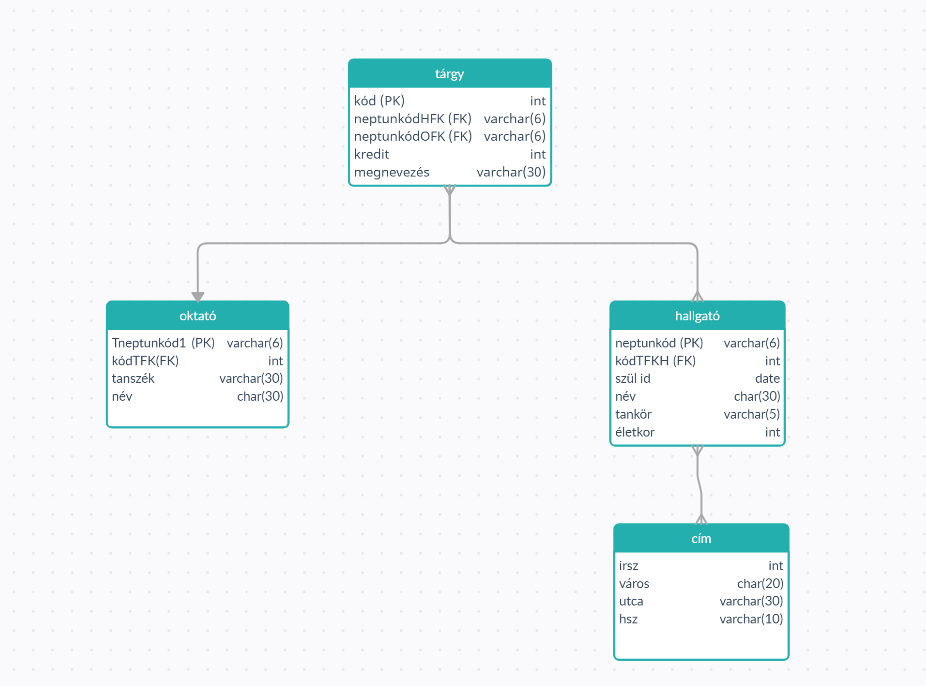 tárgy
kód (PK) int
neptunkódHFK (FK) varchar(6)
neptunkódOFK (FK) varchar(6)
kredit int
megnevezés varchar(30)
oktató
Tneptunkód1 (PK) varchar(6)
kódTFK(FK) int
tanszék varchar(30)
név char(30)
hallgató
neptunkód (PK) varchar(6)
kódTFKH (FK) int
szül id date
név char(30)
tankör varchar(5)
életkor int
cím
irsz int
város char(20)
utca varchar(30)
hsz varchar(10)